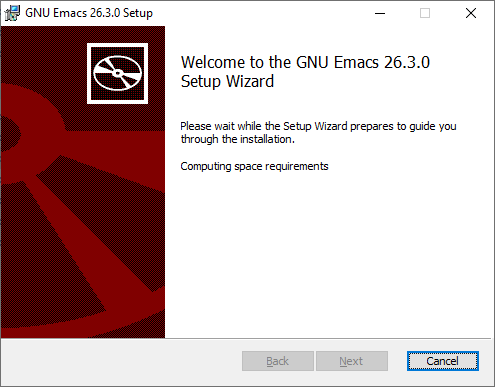 GNU Emacs 26.3.0 Setup
Welcome to the GNU Emacs 26.3.0
Setup Wizard
Please wait while the Setup Wizard prepares to guide you
through the installation.
Computing space requirements
Back Next Cancel